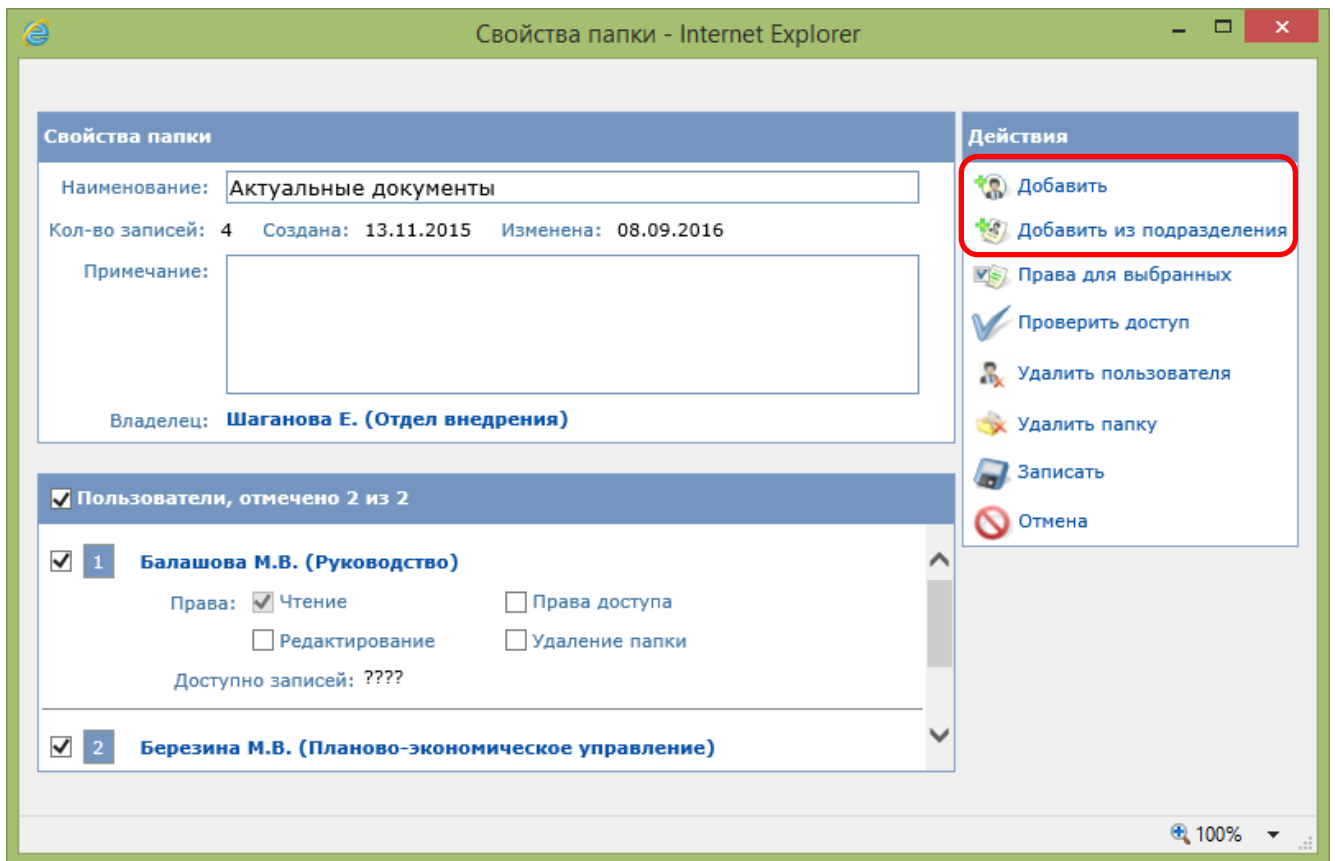 Свойства папки - Internet Explorer
Свойства папки
Наименование: Актуальные документы
Кол-во записей: 4 Создана: 13.11.2015 Изменена: 08.09.2016
Примечание:
Владелец: Шаганова Е. (Отдел внедрения)
Пользователи, отмечено 2 из 2
1 Балашова М.В. (Руководство)
Права: Чтение Права доступа
Редактирование Удаление папки
Доступно записей: ????
2 Березина М.В. (Планово-экономическое управление)
Действия
Добавить
Добавить из подразделения
Права для выбранных
Проверить доступ
Удалить пользователя
Удалить папку
Записать
Отмена
100%